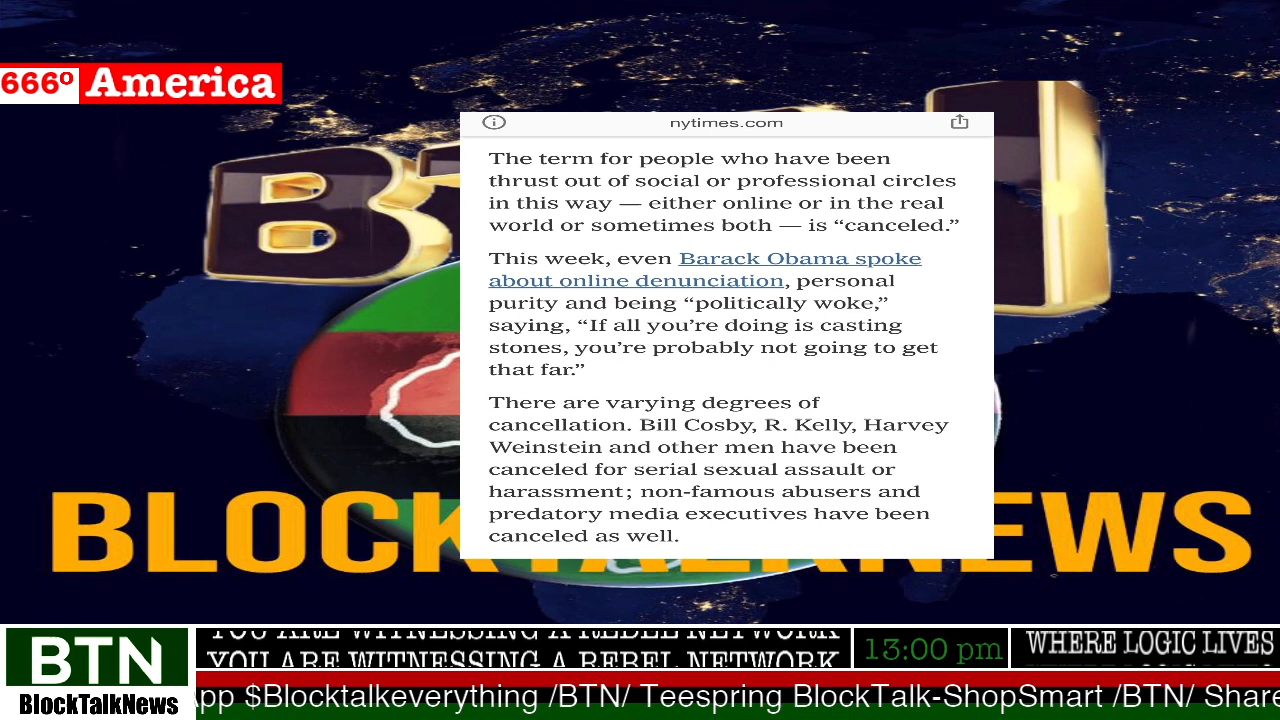 666º America
nytimes.com
The term for people who have been
thrust out of social or professional circles
in this way — either online or in the real
world or sometimes both — is “canceled.”
This week, even Barack Obama spoke
about online denunciation, personal
purity and being “politically woke,”
saying, “If all you’re doing is casting
stones, you’re probably not going to get
that far.”
There are varying degrees of
cancellation. Bill Cosby, R. Kelly, Harvey
Weinstein and other men have been
canceled for serial sexual assault or
harassment; non-famous abusers and
predatory media executives have been
canceled as well.
BLOCKTALKNEWS
BTN
BlockTalkNews
YOU ARE WITNESSING A REBEL NETWORK
YOU ARE WITNESSING A REBEL NETWORK
13:00 pm
WHERE LOGIC LIVES
pp $Blocktalkeverything /BTN/ Teespring BlockTalk-ShopSmart /BTN/ Share